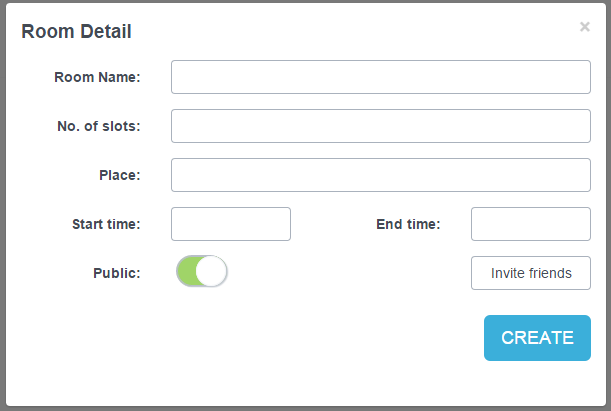 Room Detail ×
Room Name:
No. of slots:
Place:
Start time: End time:
Public: Invite friends
CREATE